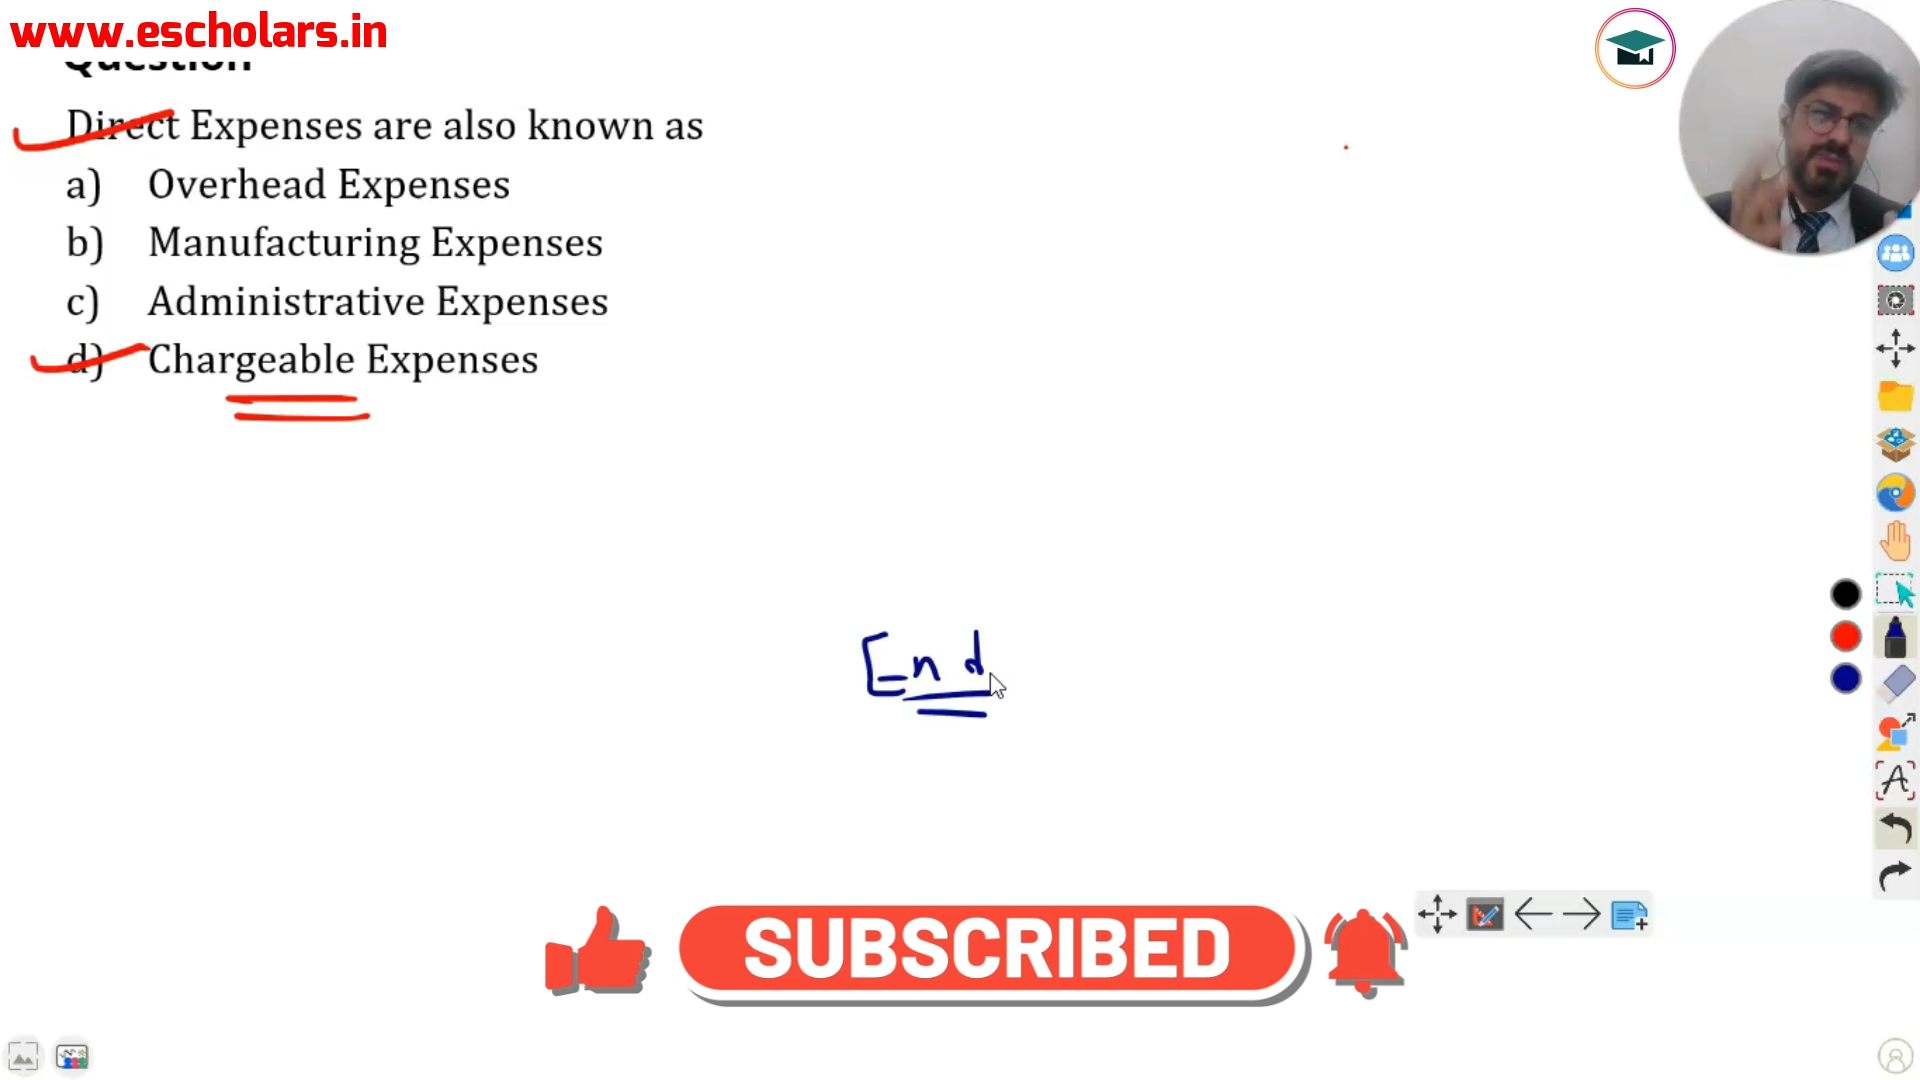 www.escholars.in
Question
Direct Expenses are also known as
a) Overhead Expenses
b) Manufacturing Expenses
c) Administrative Expenses
d) Chargeable Expenses
End
SUBSCRIBED